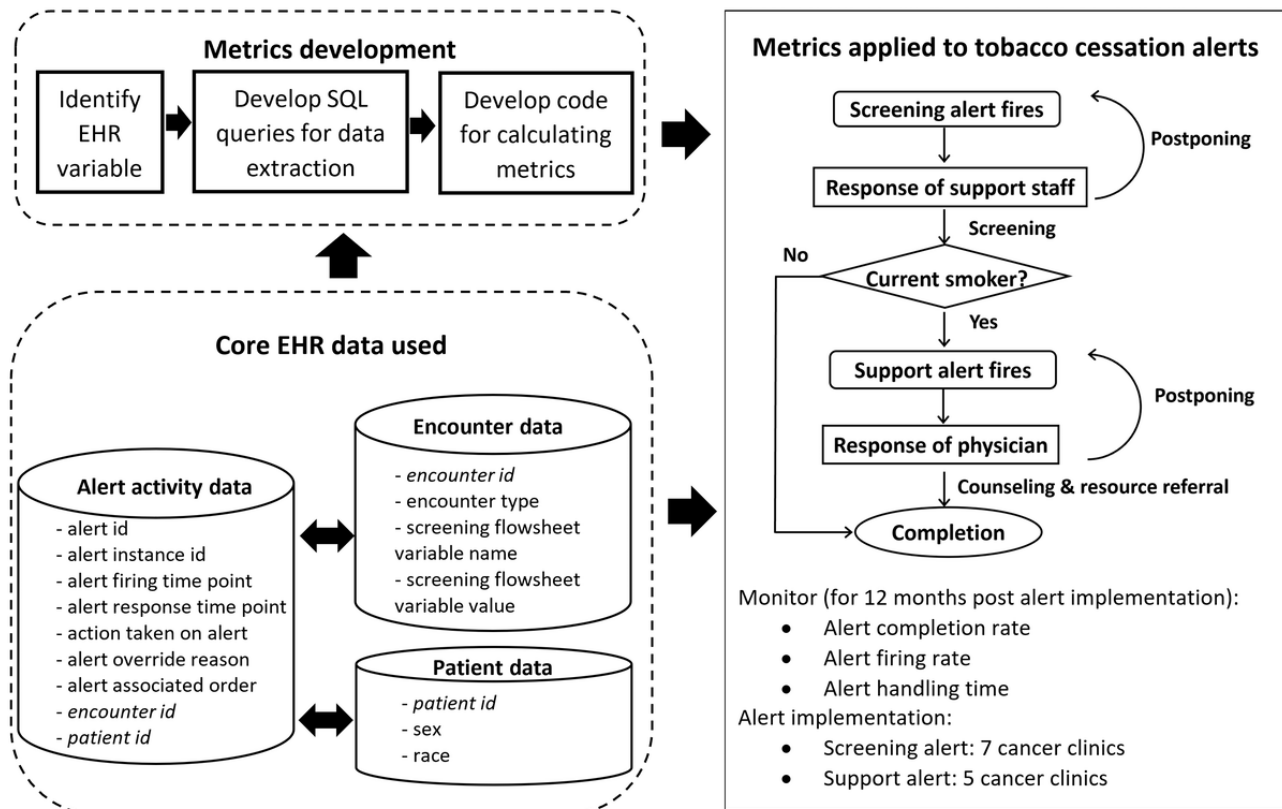 Metrics development
Identify
EHR
variable
Develop SQL
queries for data
extraction
Develop code
for calculating
metrics
Core EHR data used
Alert activity data
- alert id
- alert instance id
- alert firing time point
- alert response time point
- action taken on alert
- alert override reason
- alert associated order
- encounter id
- patient id
Encounter data
- encounter id
- encounter type
- screening flowsheet
variable name
- screening flowsheet
variable value
Patient data
- patient id
- sex
- race
Metrics applied to tobacco cessation alerts
Screening alert fires
Postponing
Response of support staff
Screening
No
Current smoker?
Yes
Support alert fires
Postponing
Response of physician
Counseling & resource referral
Completion
Monitor (for 12 months post alert implementation):
• Alert completion rate
• Alert firing rate
• Alert handling time
Alert implementation:
• Screening alert: 7 cancer clinics
• Support alert: 5 cancer clinics